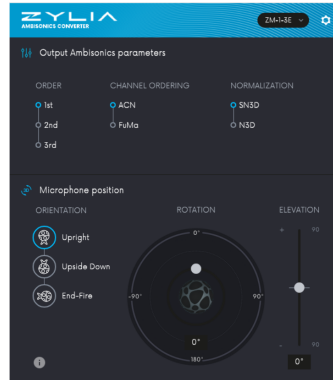 ZYLIA
AMBISONICS CONVERTER
ZM-1-3E
Output Ambisonics parameters
ORDER CHANNEL ORDERING NORMALIZATION
1st ACN SN3D
2nd FuMa N3D
3rd
Microphone position
ORIENTATION ROTATION ELEVATION
0°
+ 90
Upright
Upside Down
End-Fire
-90° 90°
0°
- 90
180°
0°